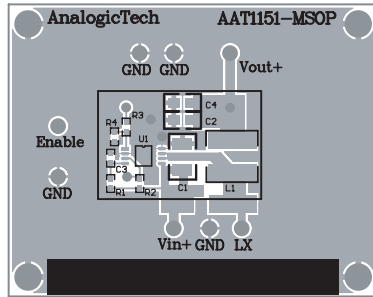 AnalogicTech AAT1151-MSOP
GND GND Vout+
R3 C4
R4 C2
Enable U1
C3
GND R1 R2 C1 L1
Vin+ GND LX